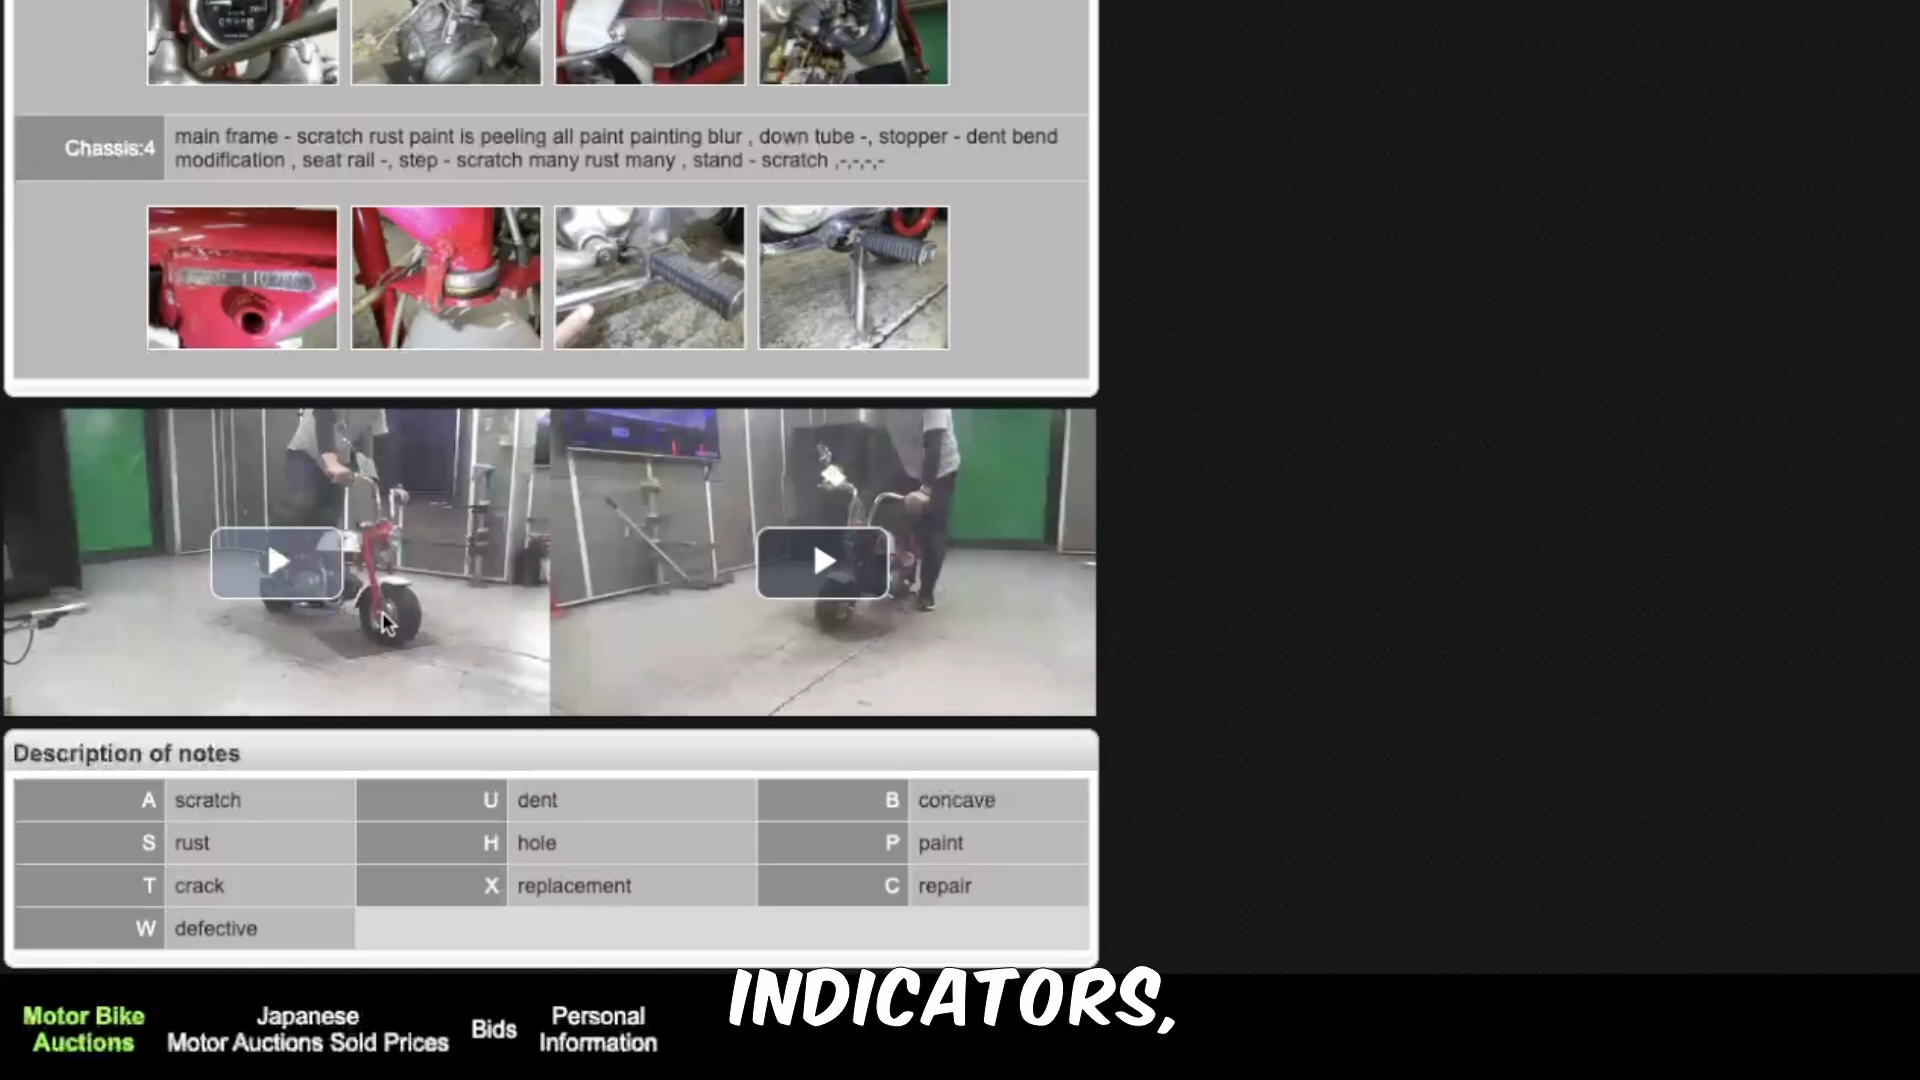 Chassis:4
main frame - scratch rust paint is peeling all paint painting blur , down tube -, stopper - dent bend
modification , seat rail -, step - scratch many rust many , stand - scratch ,-,-,-,-
Description of notes
A scratch U dent B concave
S rust H hole P paint
T crack X replacement C repair
W defective
INDICATORS,
Motor Bike
Auctions
Japanese
Motor Auctions Sold Prices
Bids
Personal
Information